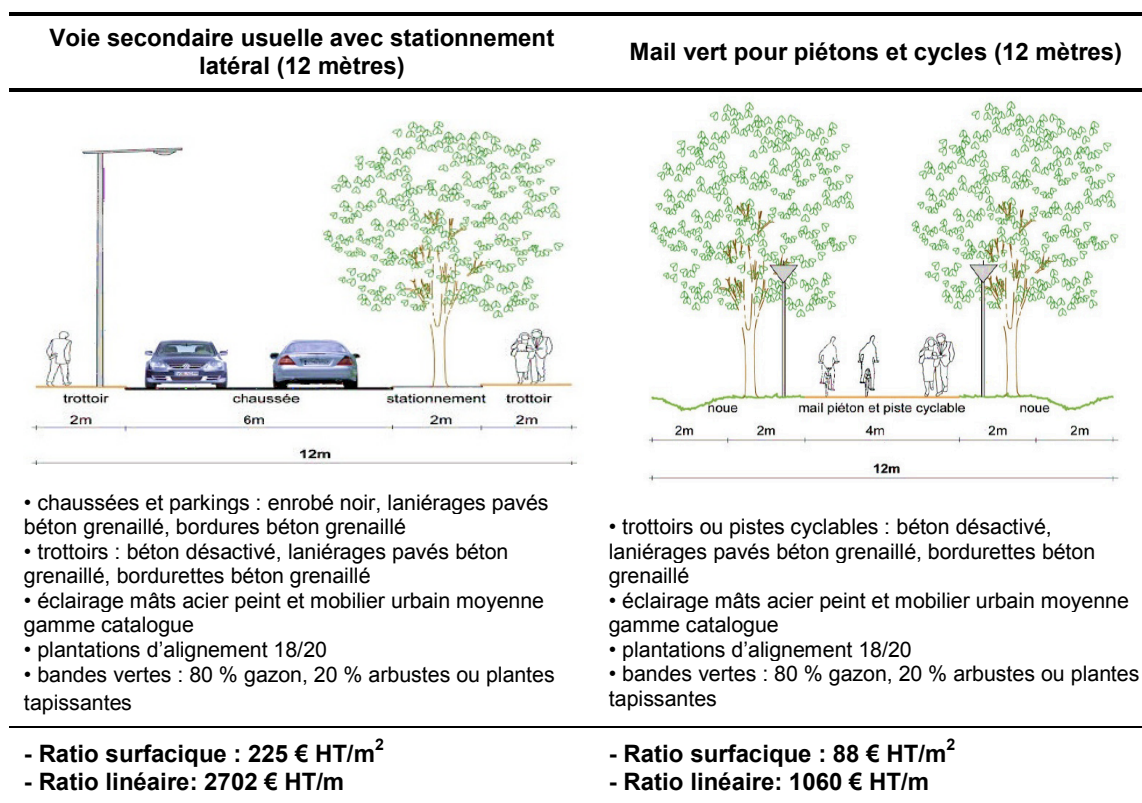 Voie secondaire usuelle avec stationnement
latéral (12 mètres)
Mail vert pour piétons et cycles (12 mètres)
trottoir
chaussée
stationnement
trottoir
2m
6m
2m
2m
12m
noue
mail piéton et piste cyclable
noue
2m
2m
4m
2m
2m
12m
• chaussées et parkings : enrobé noir, laniérages pavés
béton grenaillé, bordures béton grenaillé
• trottoirs : béton désactivé, laniérages pavés béton
grenaillé, bordurettes béton grenaillé
• éclairage mâts acier peint et mobilier urbain moyenne
gamme catalogue
• plantations d’alignement 18/20
• bandes vertes : 80 % gazon, 20 % arbustes ou plantes
tapissantes
• trottoirs ou pistes cyclables : béton désactivé,
laniérages pavés béton grenaillé, bordurettes béton
grenaillé
• éclairage mâts acier peint et mobilier urbain moyenne
gamme catalogue
• plantations d’alignement 18/20
• bandes vertes : 80 % gazon, 20 % arbustes ou plantes
tapissantes
- Ratio surfacique : 225 € HT/m²
- Ratio linéaire: 2702 € HT/m
- Ratio surfacique : 88 € HT/m²
- Ratio linéaire: 1060 € HT/m